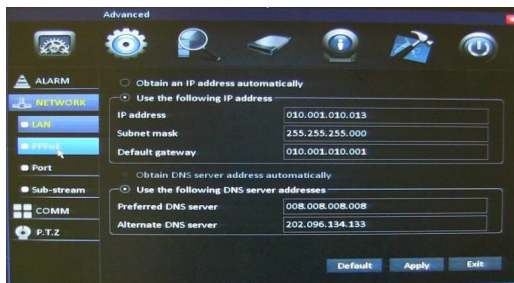 Advanced
ALARM
NETWORK
LAN
PPPoE
Port
Sub-stream
COMM
P.T.Z
Obtain an IP address automatically
Use the following IP address
IP address 010.001.010.013
Subnet mask 255.255.255.000
Default gateway 010.001.010.001
Obtain DNS server address automatically
Use the following DNS server addresses
Preferred DNS server 008.008.008.008
Alternate DNS server 202.096.134.133
Default Apply Exit